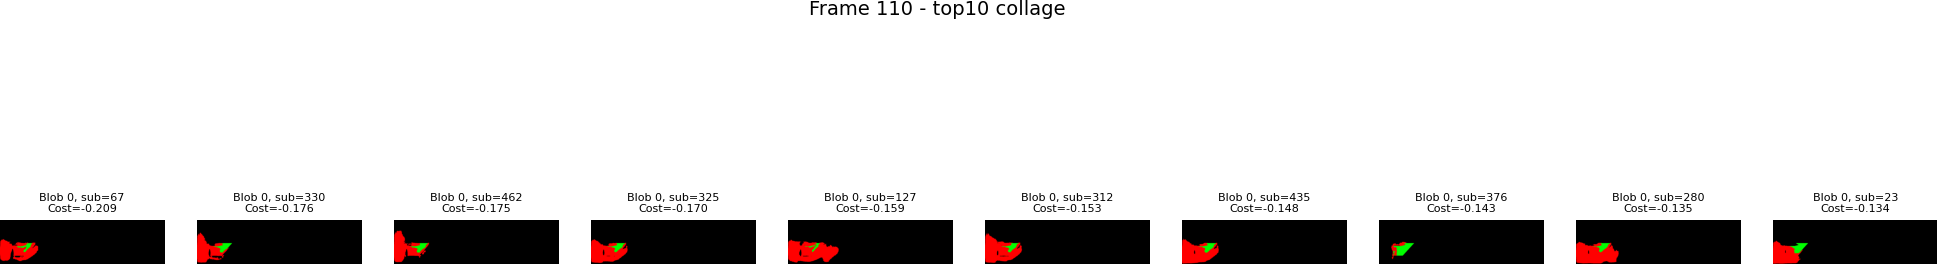 Frame 110 - top10 collage
Blob 0, sub=67
Cost=-0.209
Blob 0, sub=330
Cost=-0.176
Blob 0, sub=462
Cost=-0.175
Blob 0, sub=325
Cost=-0.170
Blob 0, sub=127
Cost=-0.159
Blob 0, sub=312
Cost=-0.153
Blob 0, sub=435
Cost=-0.148
Blob 0, sub=376
Cost=-0.143
Blob 0, sub=280
Cost=-0.135
Blob 0, sub=23
Cost=-0.134